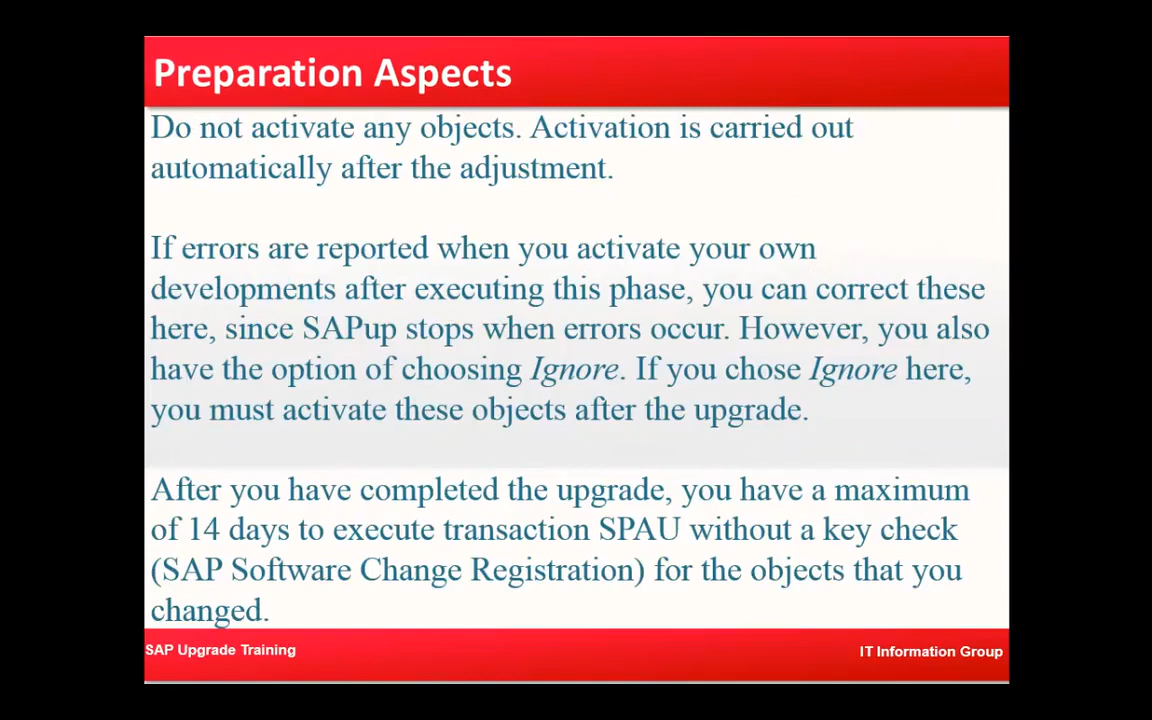 Preparation Aspects
Do not activate any objects. Activation is carried out
automatically after the adjustment.
If errors are reported when you activate your own
developments after executing this phase, you can correct these
here, since SAPup stops when errors occur. However, you also
have the option of choosing Ignore. If you chose Ignore here,
you must activate these objects after the upgrade.
After you have completed the upgrade, you have a maximum
of 14 days to execute transaction SPAU without a key check
(SAP Software Change Registration) for the objects that you
changed.
SAP Upgrade Training
IT Information Group